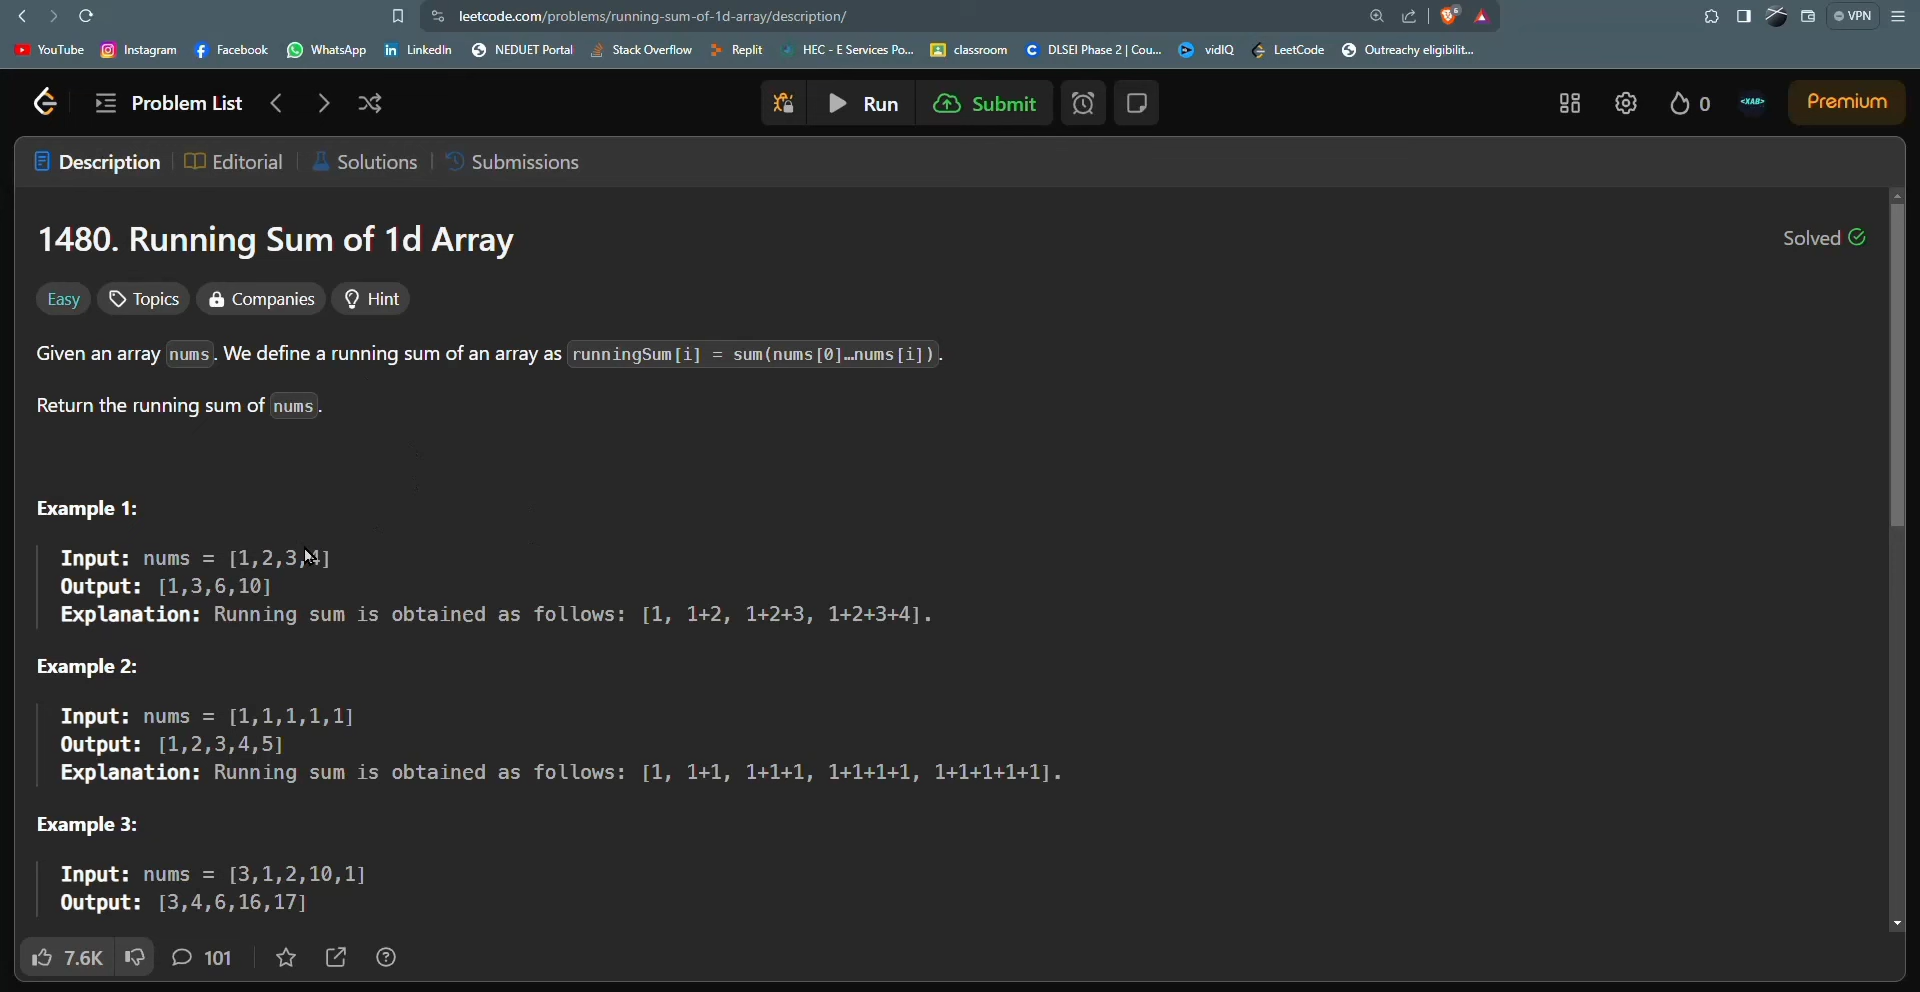 leetcode.com/problems/running-sum-of-1d-array/description/
6
VPN
YouTube Instagram Facebook WhatsApp LinkedIn NEDUET Portal Stack Overflow Replit HEC - E Services Po... classroom DLSEI Phase 2 | Cou... vidIQ LeetCode Outreachy eligibilit...
Problem List Run Submit 0 <XAB> Premium
Description Editorial Solutions Submissions
1480. Running Sum of 1d Array
Solved
Easy Topics Companies Hint
Given an array nums. We define a running sum of an array as runningSum[i] = sum(nums[0]…nums[i]).
Return the running sum of nums.
Example 1:
Input: nums = [1,2,3,4]
Output: [1,3,6,10]
Explanation: Running sum is obtained as follows: [1, 1+2, 1+2+3, 1+2+3+4].
Example 2:
Input: nums = [1,1,1,1,1]
Output: [1,2,3,4,5]
Explanation: Running sum is obtained as follows: [1, 1+1, 1+1+1, 1+1+1+1, 1+1+1+1+1].
Example 3:
Input: nums = [3,1,2,10,1]
Output: [3,4,6,16,17]
7.6K 101